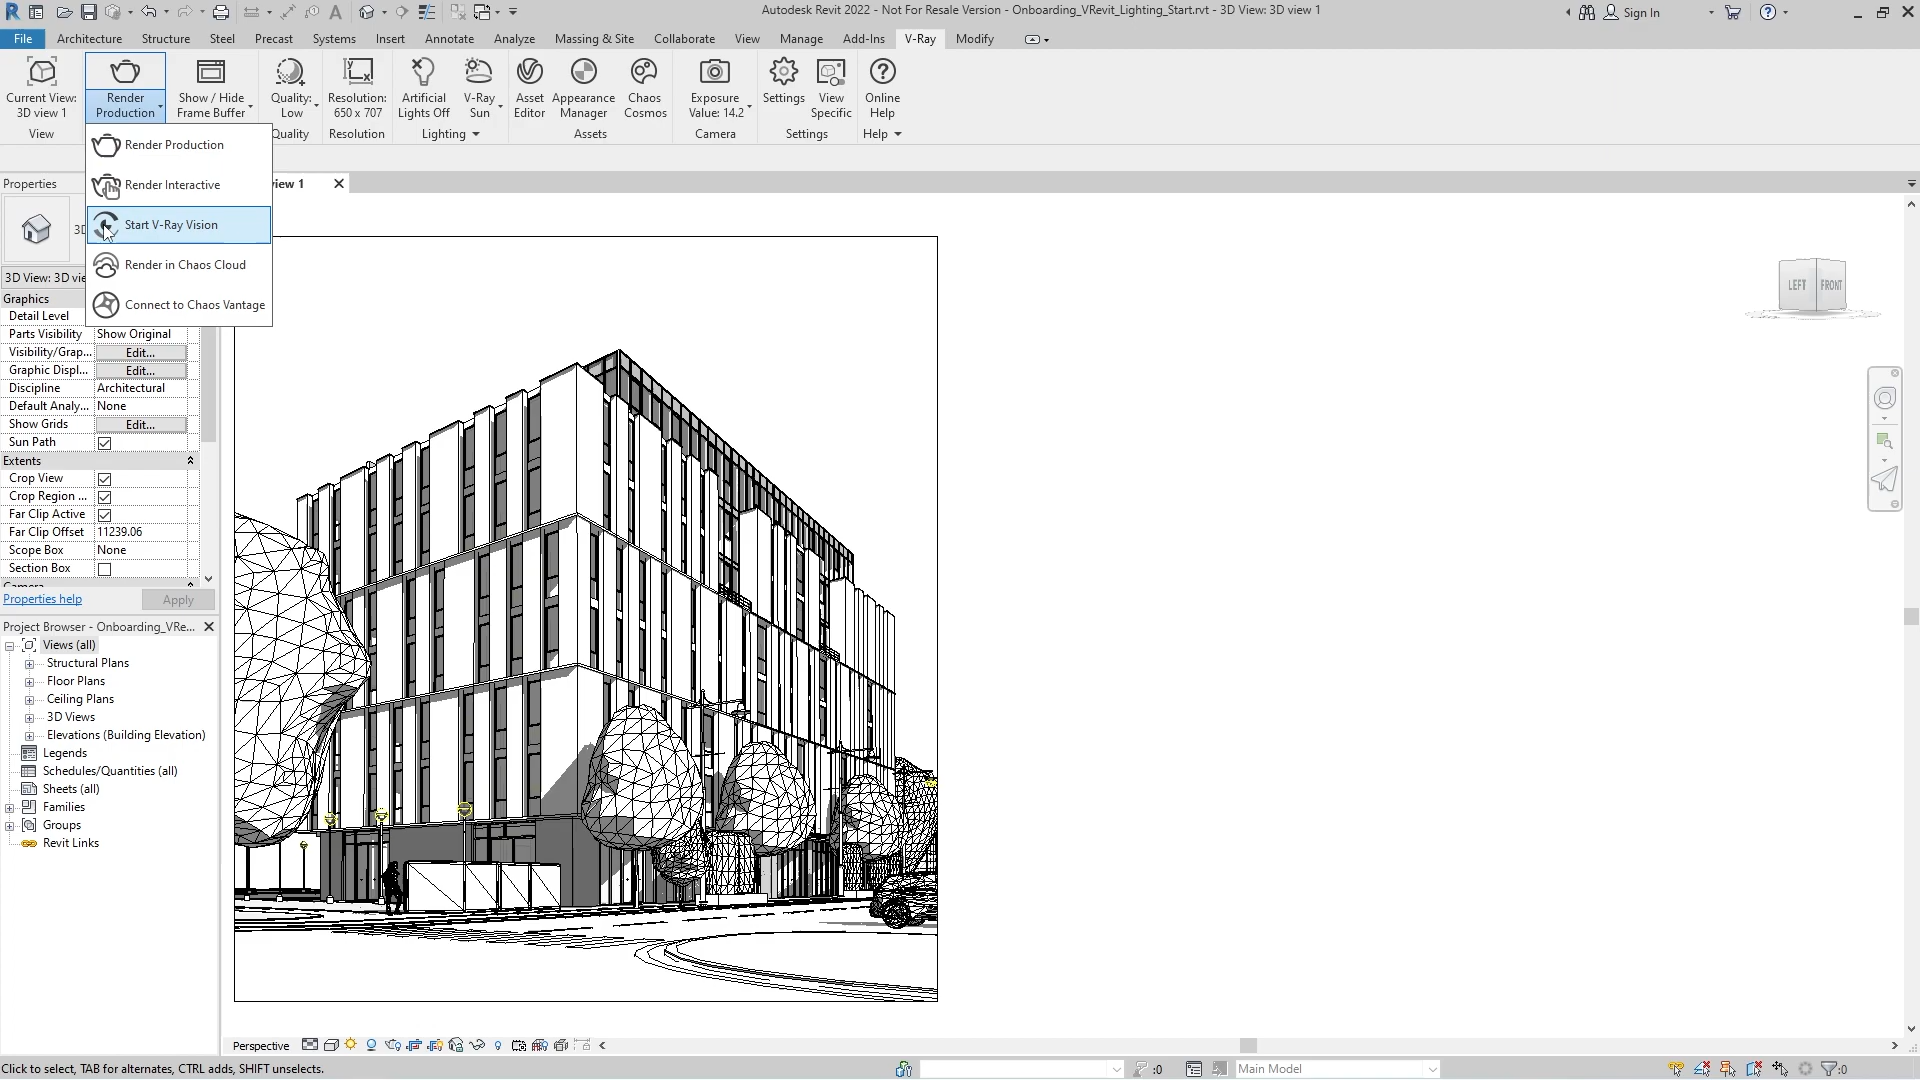 Autodesk Revit 2022 - Not For Resale Version - Onboarding_VRevit_Lighting_Start.rvt - 3D View: 3D view 1
Sign In
File Architecture Structure Steel Precast Systems Insert Annotate Analyze Massing & Site Collaborate View Manage Add-Ins V-Ray Modify
Current View:
3D view 1
Render
Production
Show / Hide
Frame Buffer
Quality:
Low
Resolution:
650 x 707
Artificial
Lights Off
V-Ray
Sun
Asset
Editor
Appearance
Manager
Chaos
Cosmos
Exposure
Value: 14.2
Settings
View
Specific
Online
Help
View
Quality
Resolution
Lighting
Assets
Camera
Settings
Help
Render Production
Render Interactive
Start V-Ray Vision
Render in Chaos Cloud
Connect to Chaos Vantage
Properties
view 1
3D
3D View: 3D vie
Graphics
Detail Level
Parts Visibility Show Original
Visibility/Grap... Edit...
Graphic Displ... Edit...
Discipline Architectural
Default Analy... None
Show Grids Edit...
Sun Path
Extents
Crop View
Crop Region ...
Far Clip Active
Far Clip Offset 11239.06
Scope Box None
Section Box
Camera
Properties help Apply
Project Browser - Onboarding_VRe...
Views (all)
Structural Plans
Floor Plans
Ceiling Plans
3D Views
Elevations (Building Elevation)
Legends
Schedules/Quantities (all)
Sheets (all)
Families
Groups
Revit Links
LEFT FRONT
Perspective
Click to select, TAB for alternates, CTRL adds, SHIFT unselects.
:0
Main Model
:0